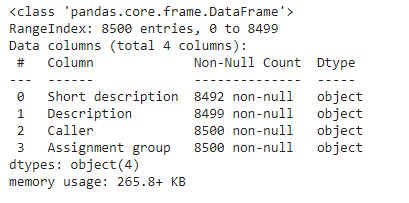 <class 'pandas.core.frame.DataFrame'>
RangeIndex: 8500 entries, 0 to 8499
Data columns (total 4 columns):
 #   Column             Non-Null Count  Dtype
---  ------             --------------  -----
 0   Short description  8492 non-null   object
 1   Description        8499 non-null   object
 2   Caller             8500 non-null   object
 3   Assignment group   8500 non-null   object
dtypes: object(4)
memory usage: 265.8+ KB